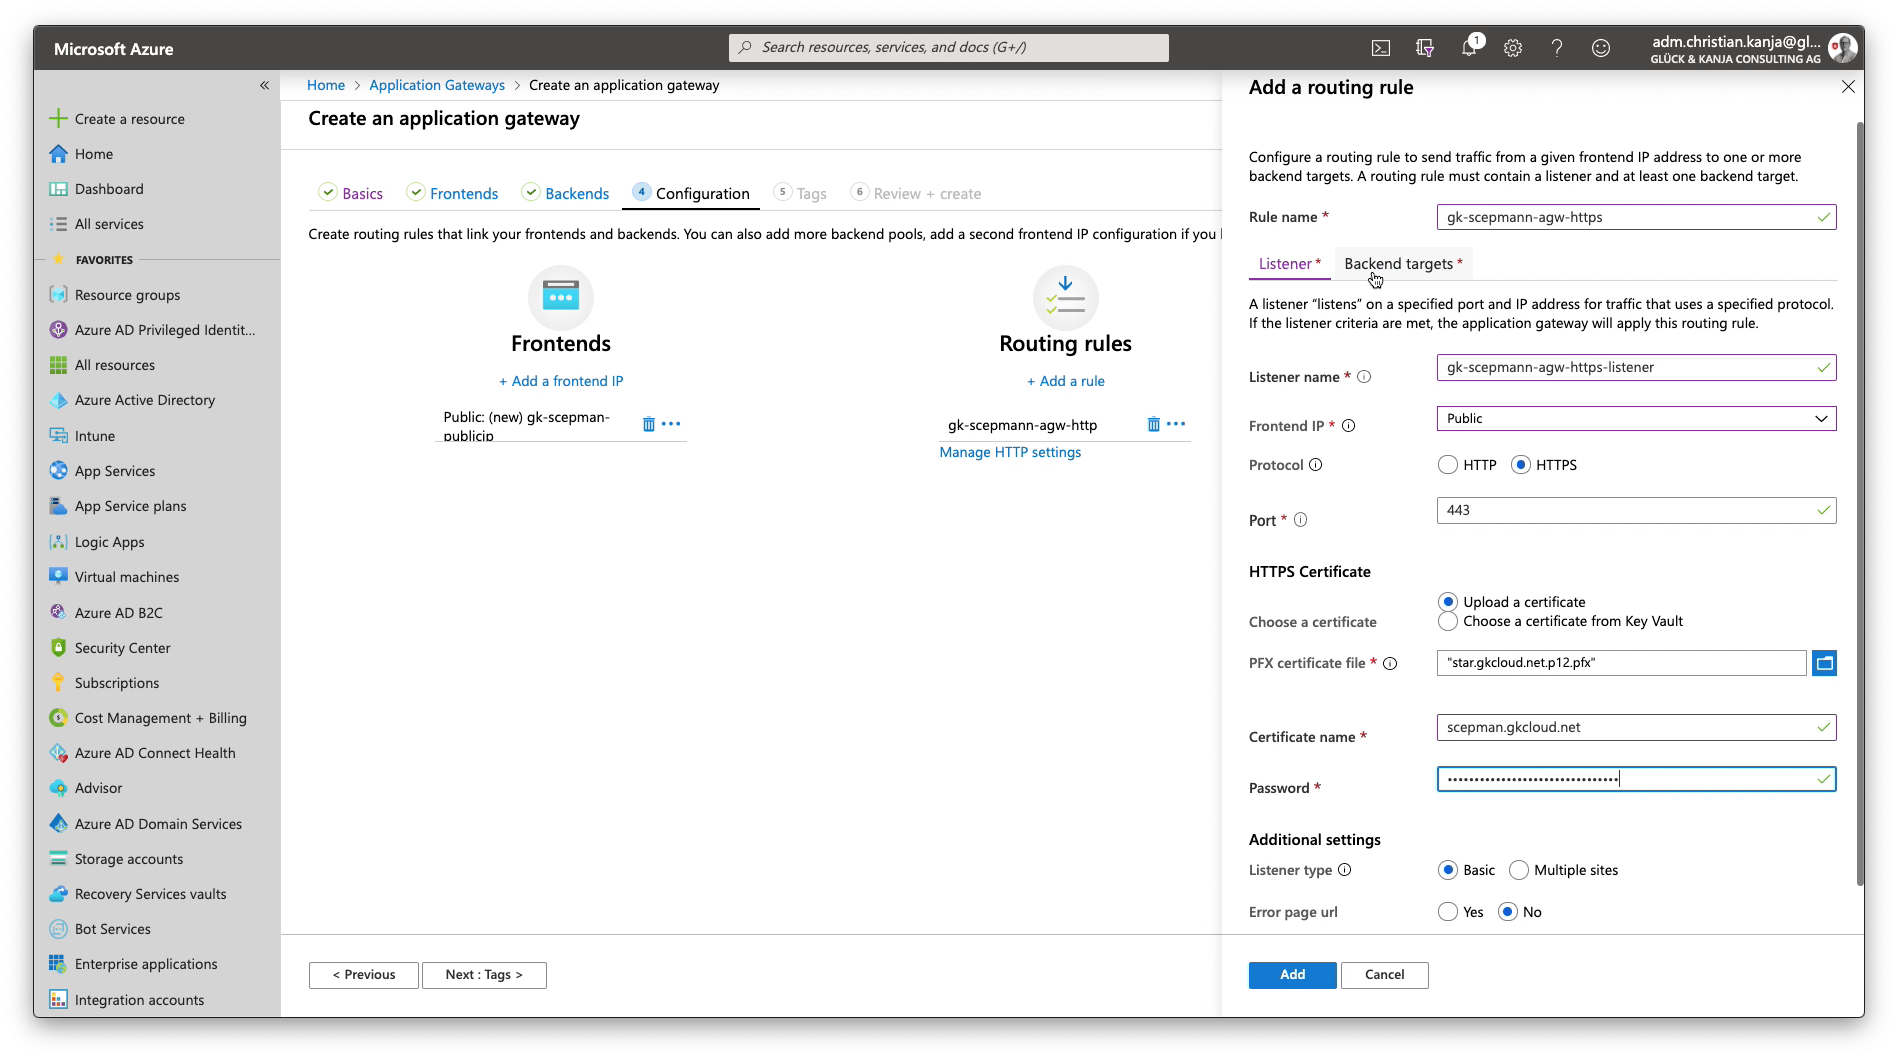 Microsoft Azure
Search resources, services, and docs (G+/)
1
adm.christian.kanja@gl...
GLÜCK & KANJA CONSULTING AG
«
Create a resource
Home
Dashboard
All services
FAVORITES
Resource groups
Azure AD Privileged Identit...
All resources
Azure Active Directory
Intune
App Services
App Service plans
Logic Apps
Virtual machines
Azure AD B2C
Security Center
Subscriptions
Cost Management + Billing
Azure AD Connect Health
Advisor
Azure AD Domain Services
Storage accounts
Recovery Services vaults
Bot Services
Enterprise applications
Integration accounts
Home > Application Gateways > Create an application gateway
Create an application gateway
Basics Frontends Backends 4 Configuration 5 Tags 6 Review + create
Create routing rules that link your frontends and backends. You can also add more backend pools, add a second frontend IP configuration if you
Frontends
+ Add a frontend IP
Public: (new) gk-scepman-
publicip
Routing rules
+ Add a rule
gk-scepmann-agw-http
Manage HTTP settings
< Previous
Next : Tags >
Add a routing rule
Configure a routing rule to send traffic from a given frontend IP address to one or more
backend targets. A routing rule must contain a listener and at least one backend target.
Rule name * gk-scepmann-agw-https
Listener * Backend targets *
A listener “listens” on a specified port and IP address for traffic that uses a specified protocol.
If the listener criteria are met, the application gateway will apply this routing rule.
Listener name * gk-scepmann-agw-https-listener
Frontend IP * Public
Protocol HTTP HTTPS
Port * 443
HTTPS Certificate
Choose a certificate Upload a certificate
Choose a certificate from Key Vault
PFX certificate file * "star.gkcloud.net.p12.pfx"
Certificate name * scepman.gkcloud.net
Password * ••••••••••••••••••••••••••••••••
Additional settings
Listener type Basic Multiple sites
Error page url Yes No
Add
Cancel